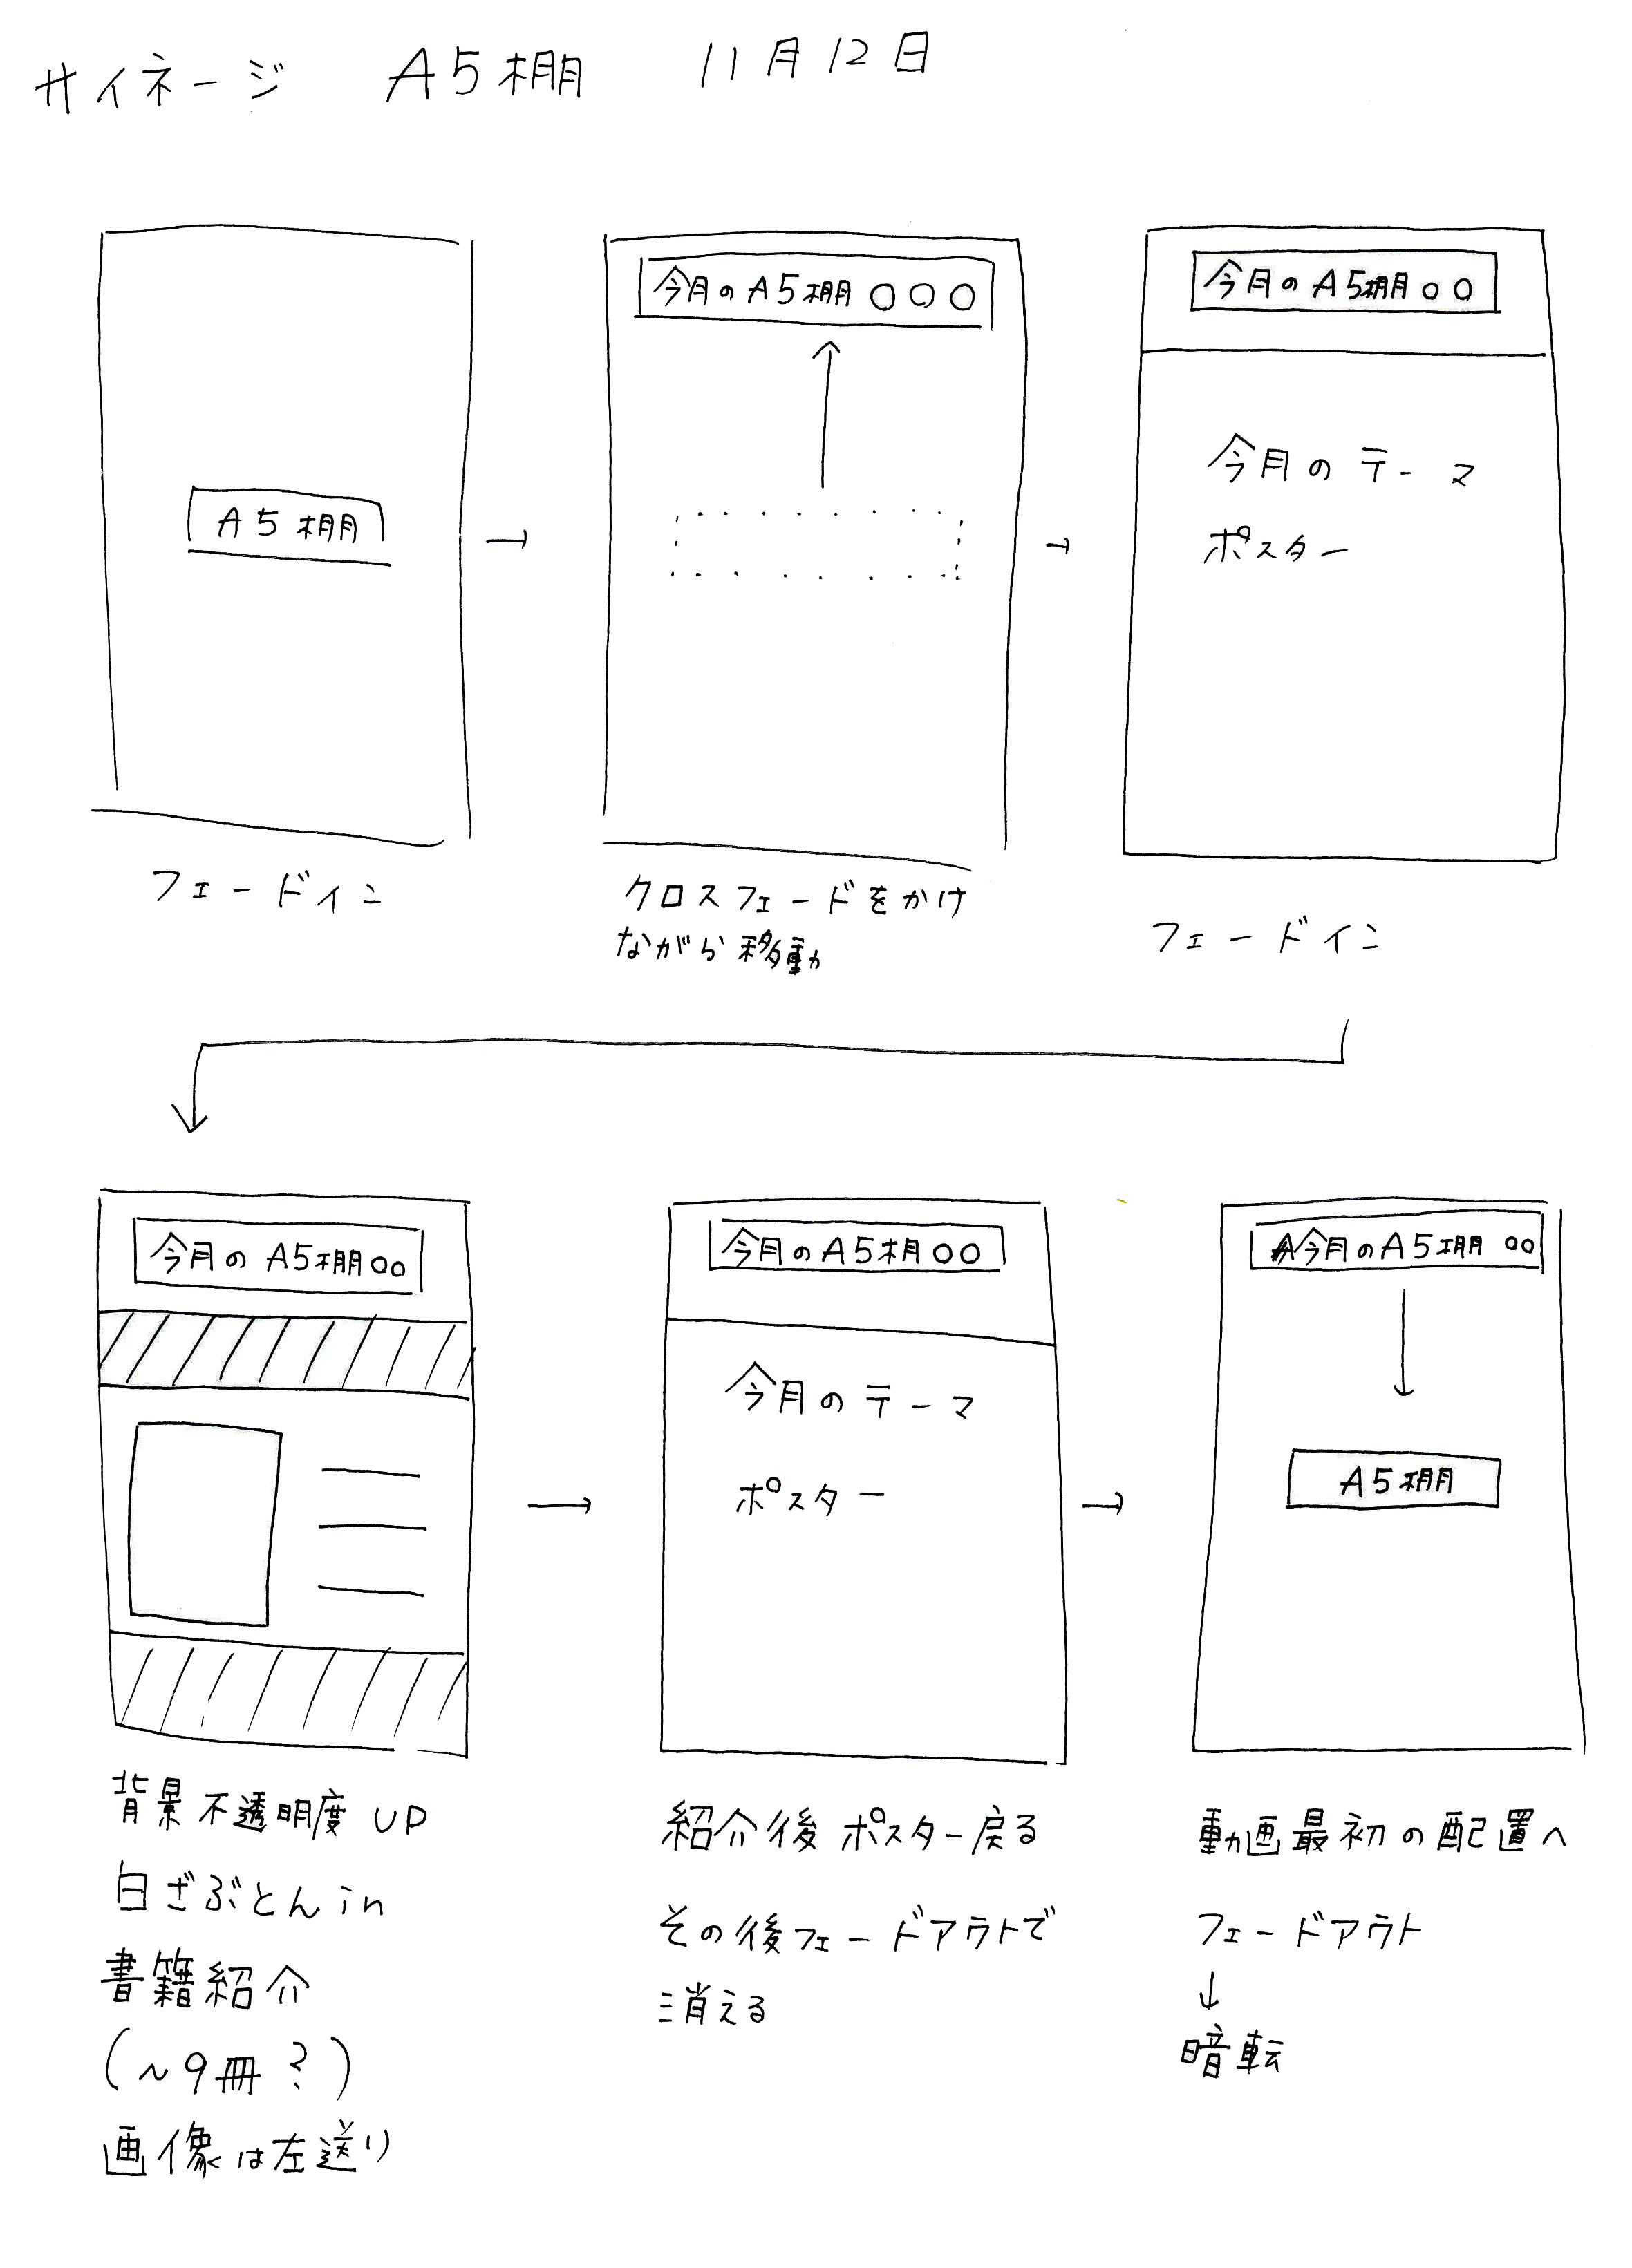 サイネージ A5棚 11月12日
A5棚
フェードイン
今月のA5棚○○○
クロスフェードをかけ
ながら移動
今月のA5棚○○
今月のテーマ
ポスター
フェードイン
今月のA5棚○○
背景不透明度UP
白ざぶとんin
書籍紹介
(~9冊?)
画像は左送り
今月のA5棚○○
今月のテーマ
ポスター
紹介後ポスター戻る
その後フェードアウトで
消える
今月のA5棚○○
A5棚
動画最初の配置へ
フェードアウト
↓
暗転